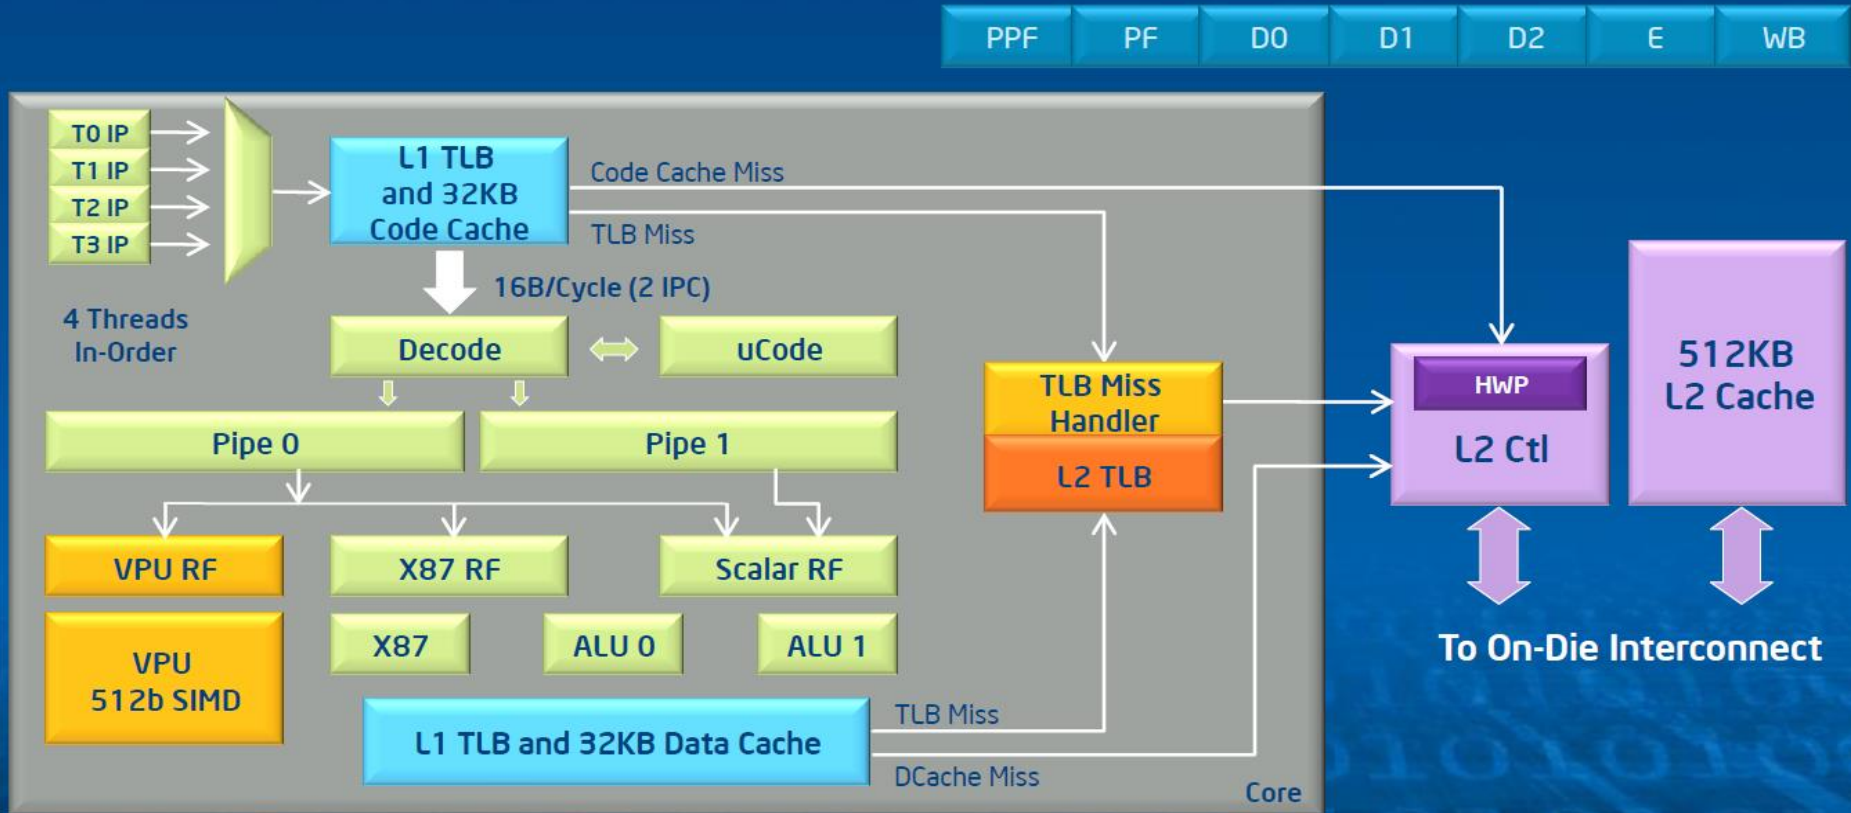 PPF PF D0 D1 D2 E WB
T0 IP
T1 IP
T2 IP
T3 IP
4 Threads
In-Order
L1 TLB
and 32KB
Code Cache
Code Cache Miss
TLB Miss
16B/Cycle (2 IPC)
Decode
uCode
Pipe 0
Pipe 1
VPU RF
X87 RF
Scalar RF
VPU
512b SIMD
X87
ALU 0
ALU 1
L1 TLB and 32KB Data Cache
TLB Miss
DCache Miss
TLB Miss
Handler
L2 TLB
Core
HWP
L2 Ctl
512KB
L2 Cache
To On-Die Interconnect